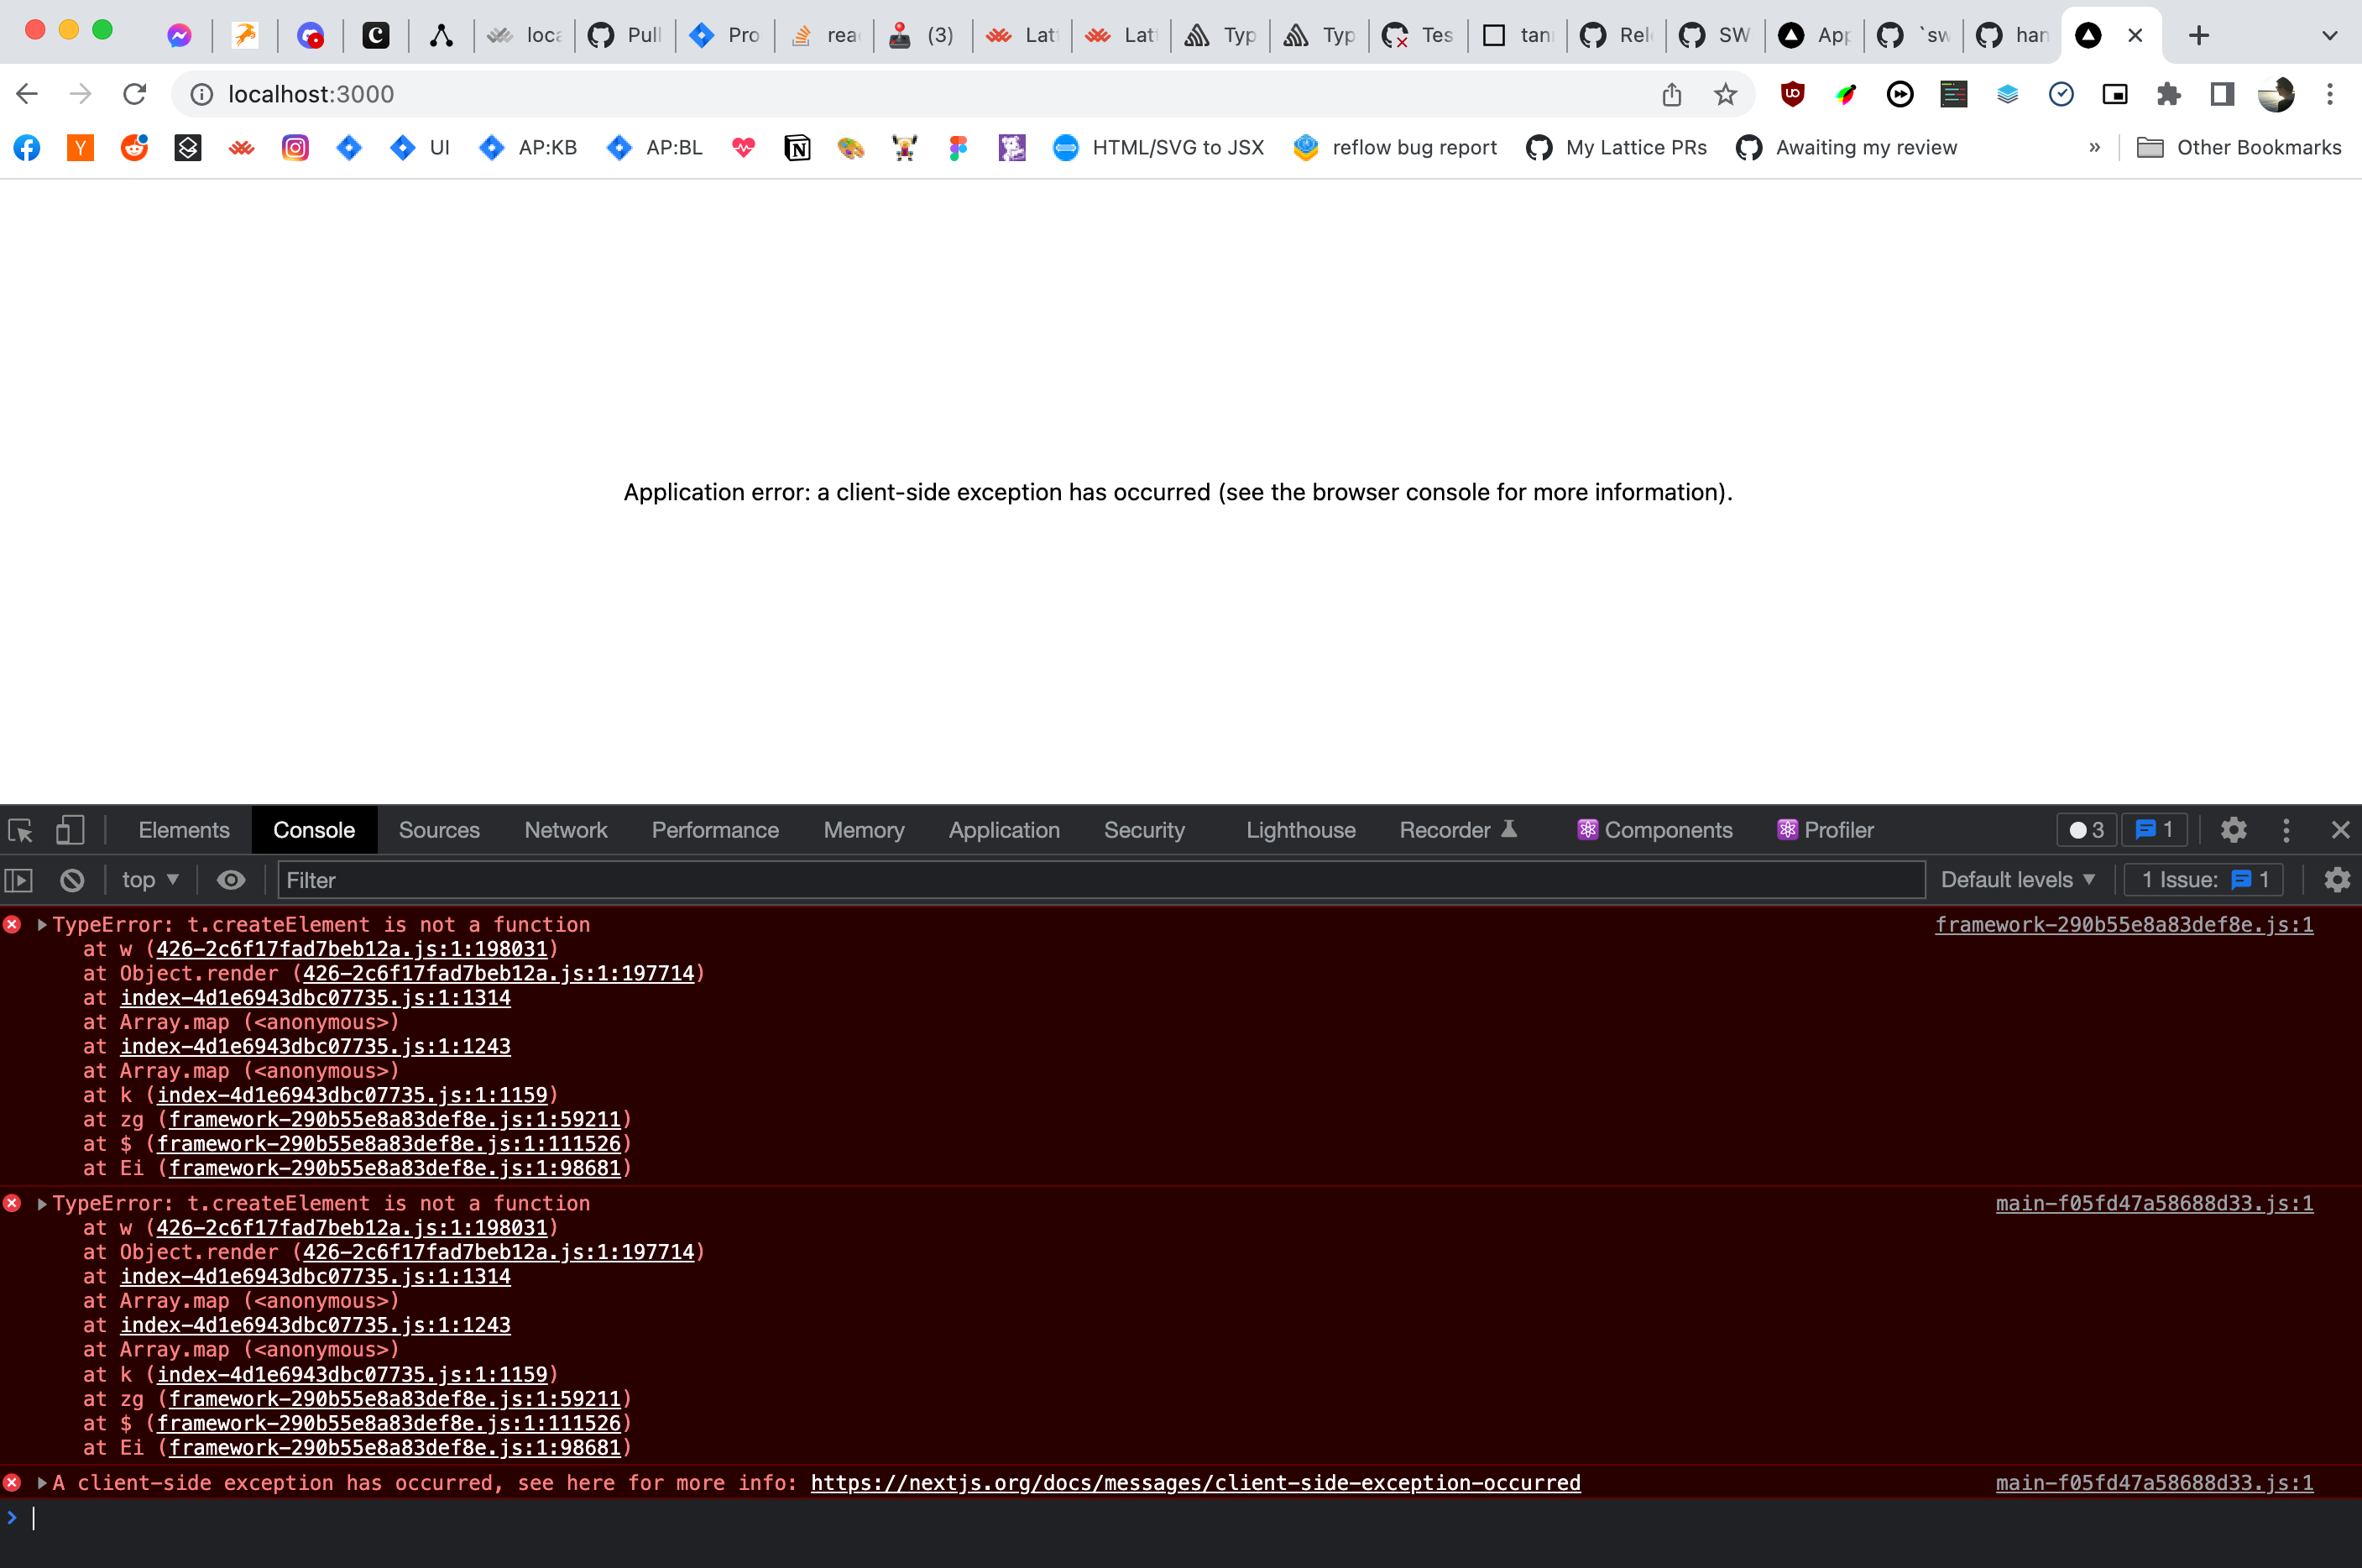 loca
Pull
Pro
rea
(3)
Lat
Lat
Typ
Typ
Tes
tan
Rel
SW
App
`sw
han
localhost:3000
UI
AP:KB
AP:BL
HTML/SVG to JSX
reflow bug report
My Lattice PRs
Awaiting my review
»
Other Bookmarks
Application error: a client-side exception has occurred (see the browser console for more information).
Elements
Console
Sources
Network
Performance
Memory
Application
Security
Lighthouse
Recorder
Components
Profiler
3
1
top
Filter
Default levels
1 Issue: 1
TypeError: t.createElement is not a function framework-290b55e8a83def8e.js:1
at w (426-2c6f17fad7beb12a.js:1:198031)
at Object.render (426-2c6f17fad7beb12a.js:1:197714)
at index-4d1e6943dbc07735.js:1:1314
at Array.map (<anonymous>)
at index-4d1e6943dbc07735.js:1:1243
at Array.map (<anonymous>)
at k (index-4d1e6943dbc07735.js:1:1159)
at zg (framework-290b55e8a83def8e.js:1:59211)
at $ (framework-290b55e8a83def8e.js:1:111526)
at Ei (framework-290b55e8a83def8e.js:1:98681)
TypeError: t.createElement is not a function main-f05fd47a58688d33.js:1
at w (426-2c6f17fad7beb12a.js:1:198031)
at Object.render (426-2c6f17fad7beb12a.js:1:197714)
at index-4d1e6943dbc07735.js:1:1314
at Array.map (<anonymous>)
at index-4d1e6943dbc07735.js:1:1243
at Array.map (<anonymous>)
at k (index-4d1e6943dbc07735.js:1:1159)
at zg (framework-290b55e8a83def8e.js:1:59211)
at $ (framework-290b55e8a83def8e.js:1:111526)
at Ei (framework-290b55e8a83def8e.js:1:98681)
A client-side exception has occurred, see here for more info: https://nextjs.org/docs/messages/client-side-exception-occurred main-f05fd47a58688d33.js:1